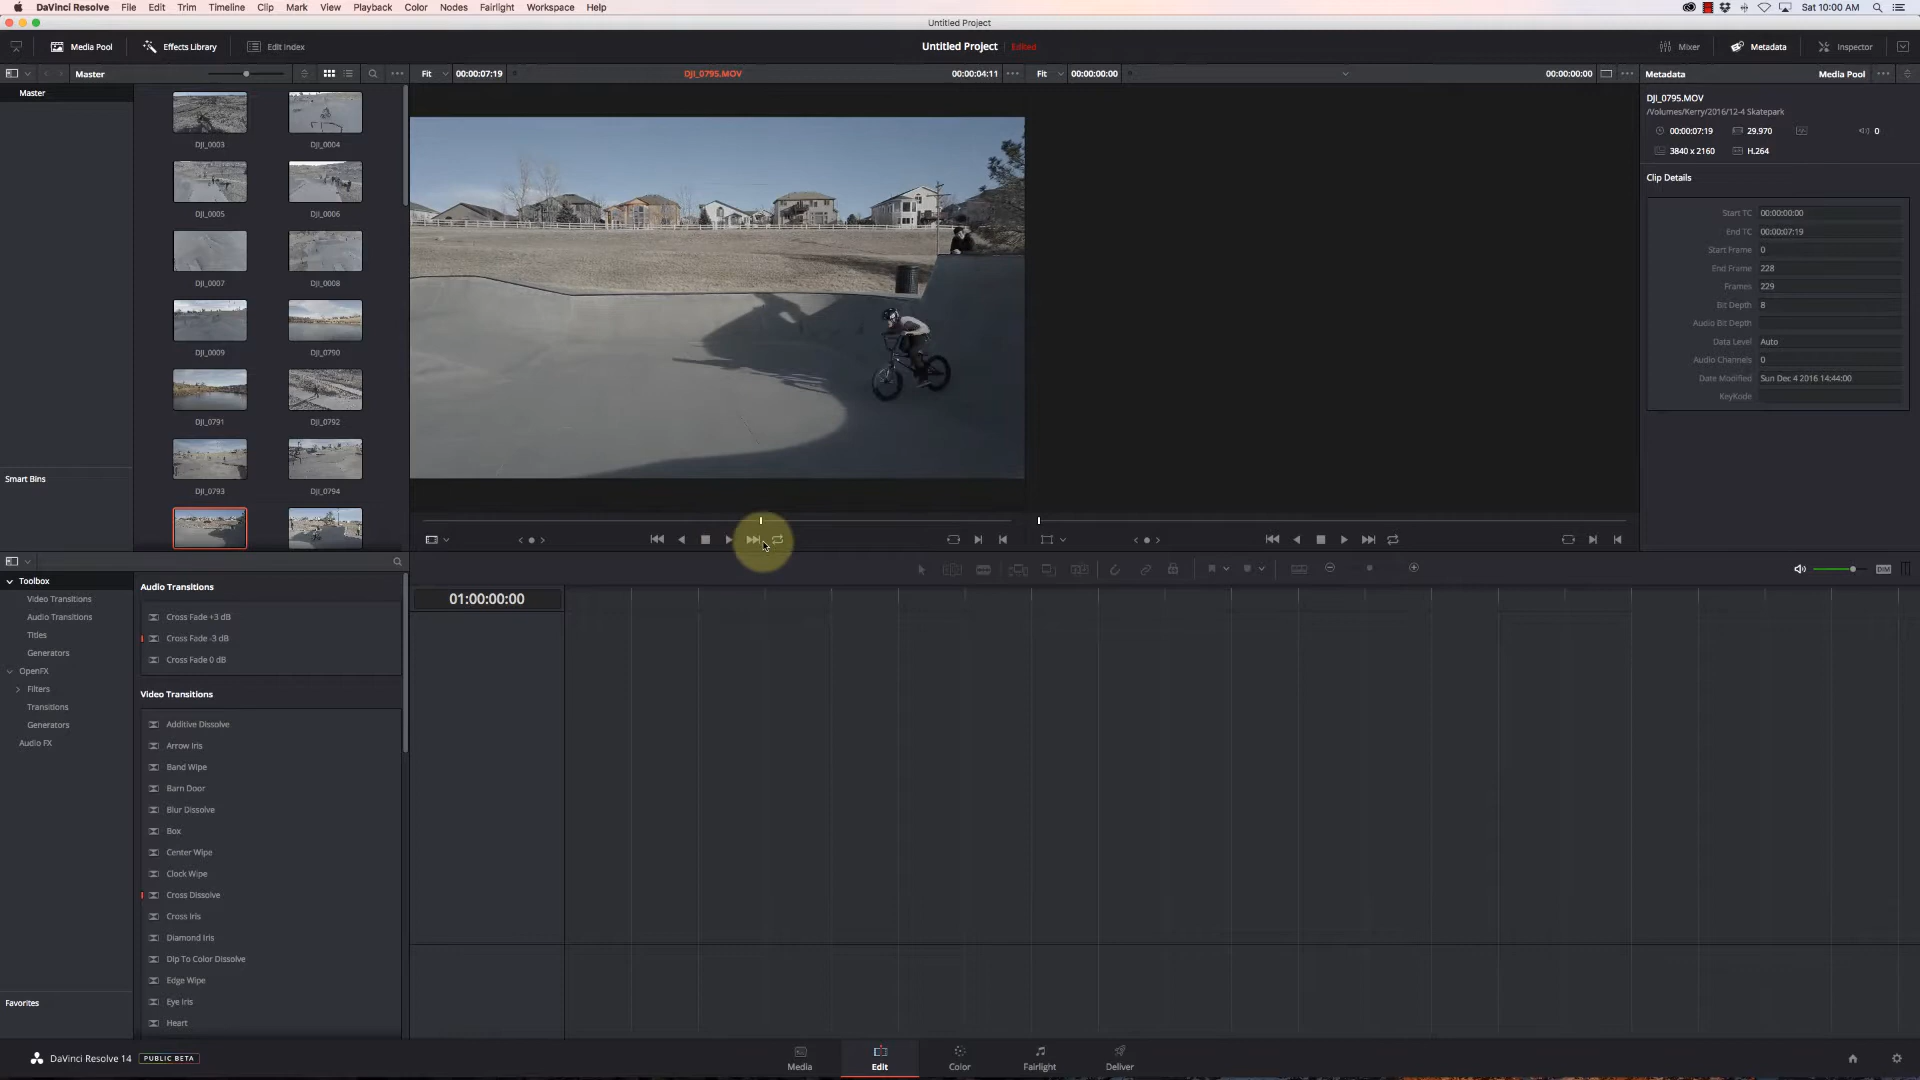 DaVinci Resolve File Edit Trim Timeline Clip Mark View Playback Color Nodes Fairlight Workspace Help Sat 10:00 AM
Untitled Project
Media Pool Effects Library Edit Index Untitled Project Edited Mixer Metadata Inspector
Master Fit 00:00:07:19 DJI_0795.MOV 00:00:04:11 Fit 00:00:00:00 00:00:00:00 Metadata Media Pool
Master
DJI_0795.MOV
/Volumes/Kerry/2016/12-4 Skatepark
00:00:07:19 29.970 0
3840 x 2160 H.264
Clip Details
Start TC 00:00:00:00
End TC 00:00:07:19
Start Frame 0
End Frame 228
Frames 229
Bit Depth 8
Audio Bit Depth
Data Level Auto
Audio Channels 0
Date Modified Sun Dec 4 2016 14:44:00
KeyKode
DJI_0003 DJI_0004
DJI_0005 DJI_0006
DJI_0007 DJI_0008
DJI_0009 DJI_0790
DJI_0791 DJI_0792
DJI_0793 DJI_0794
Smart Bins
Toolbox
Video Transitions
Audio Transitions
Titles
Generators
OpenFX
Filters
Transitions
Generators
Audio FX
Favorites
Audio Transitions
Cross Fade +3 dB
Cross Fade -3 dB
Cross Fade 0 dB
Video Transitions
Additive Dissolve
Arrow Iris
Band Wipe
Barn Door
Blur Dissolve
Box
Center Wipe
Clock Wipe
Cross Dissolve
Cross Iris
Diamond Iris
Dip To Color Dissolve
Edge Wipe
Eye Iris
Heart
01:00:00:00
DIM
DaVinci Resolve 14 PUBLIC BETA
Media Edit Color Fairlight Deliver